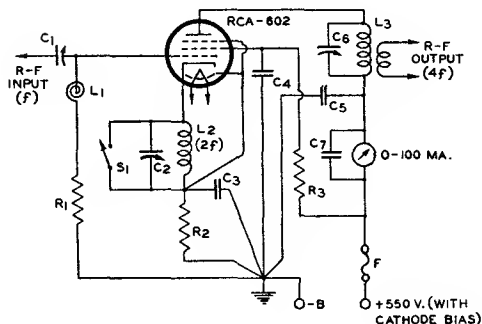 RCA-602
C1
R-F
INPUT
(f)
L1
R1
S1
C2
L2
(2f)
C3
R2
C4
R3
C5
C6
L3
R-F
OUTPUT
(4f)
C7
0-100 MA.
F
-B
+550 V. (WITH
CATHODE BIAS)